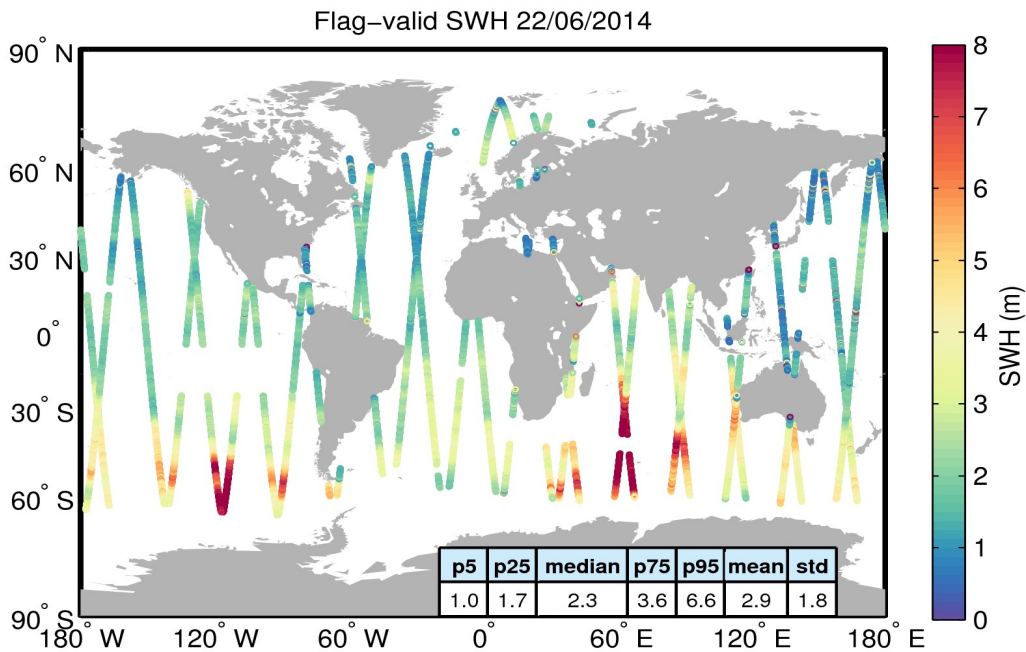 Flag−valid SWH 22/06/2014
90° N
60° N
30° N
0°
30° S
60° S
90° S
180° W
120° W
60° W
0°
60° E
120° E
180° E
p5 p25 median p75 p95 mean std
1.0 1.7 2.3 3.6 6.6 2.9 1.8
8
7
6
5
4
3
2
1
0
SWH (m)